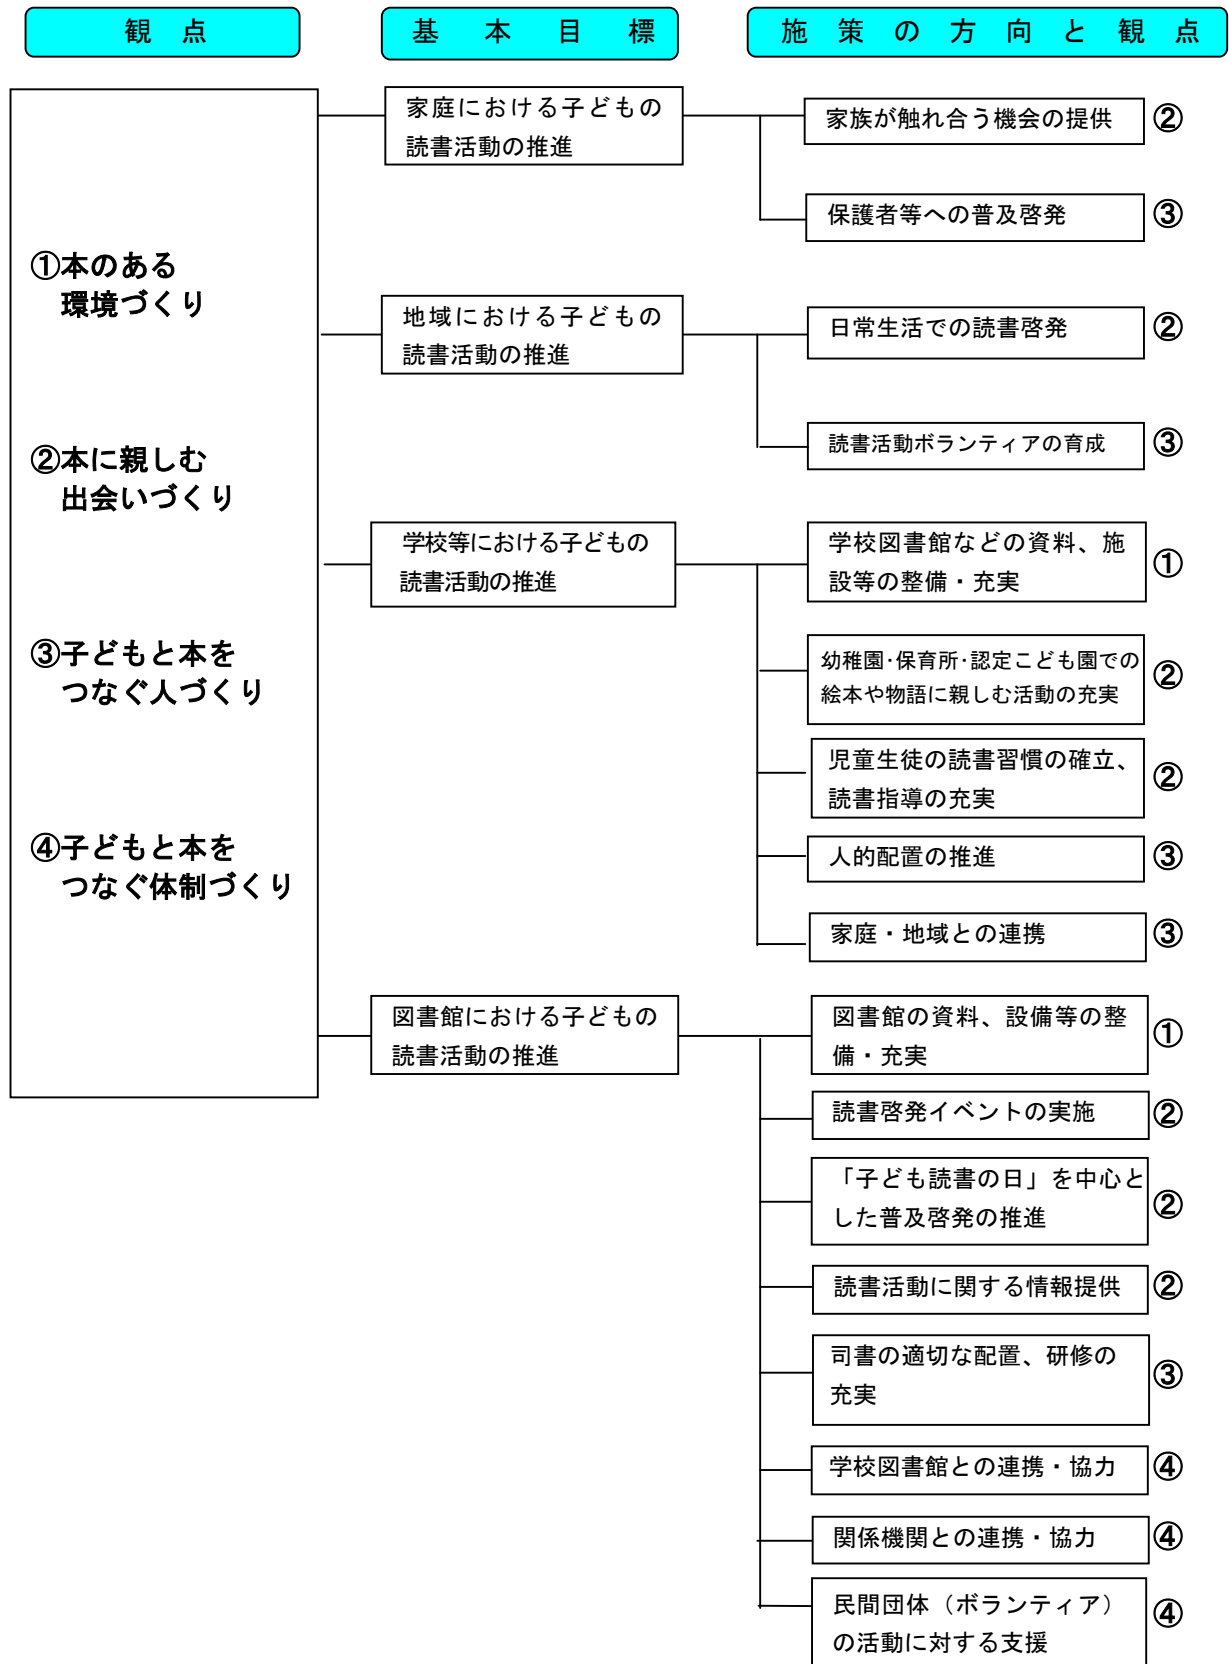 観点
基本目標
施策の方向と観点
①本のある
環境づくり
②本に親しむ
出会いづくり
③子どもと本を
つなぐ人づくり
④子どもと本を
つなぐ体制づくり
家庭における子どもの
読書活動の推進
家族が触れ合う機会の提供 ②
保護者等への普及啓発 ③
地域における子どもの
読書活動の推進
日常生活での読書啓発 ②
読書活動ボランティアの育成 ③
学校等における子どもの
読書活動の推進
学校図書館などの資料、施
設等の整備・充実 ①
幼稚園・保育所・認定こども園での
絵本や物語に親しむ活動の充実 ②
児童生徒の読書習慣の確立、
読書指導の充実 ②
人的配置の推進 ③
家庭・地域との連携 ③
図書館における子どもの
読書活動の推進
図書館の資料、設備等の整
備・充実 ①
読書啓発イベントの実施 ②
「子ども読書の日」を中心と
した普及啓発の推進 ②
読書活動に関する情報提供 ②
司書の適切な配置、研修の
充実 ③
学校図書館との連携・協力 ④
関係機関との連携・協力 ④
民間団体（ボランティア）
の活動に対する支援 ④